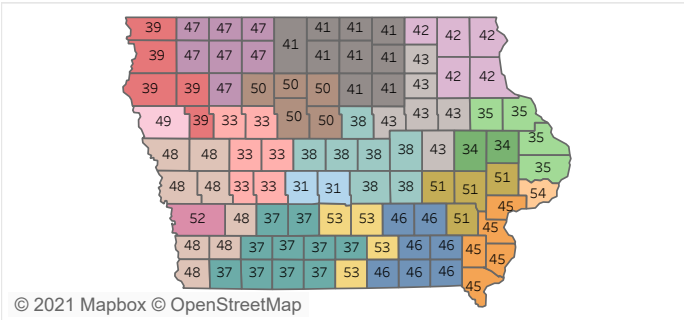 39 47 47 47 41 41 41 41 42 42 42
39 47 47 47 41 41 41 43 42 42
39 39 47 50 50 50 41 41 43
49 39 33 33 50 50 38 43 43 43 35 35
48 48 33 33 38 38 38 38 43 34 34 35
48 48 33 33 31 31 38 38 51 51 51 35
52 48 37 37 53 53 46 46 51 45 54
48 48 37 37 37 37 53 46 46 45 45
48 37 37 37 37 53 46 46 46 45 45
© 2021 Mapbox © OpenStreetMap